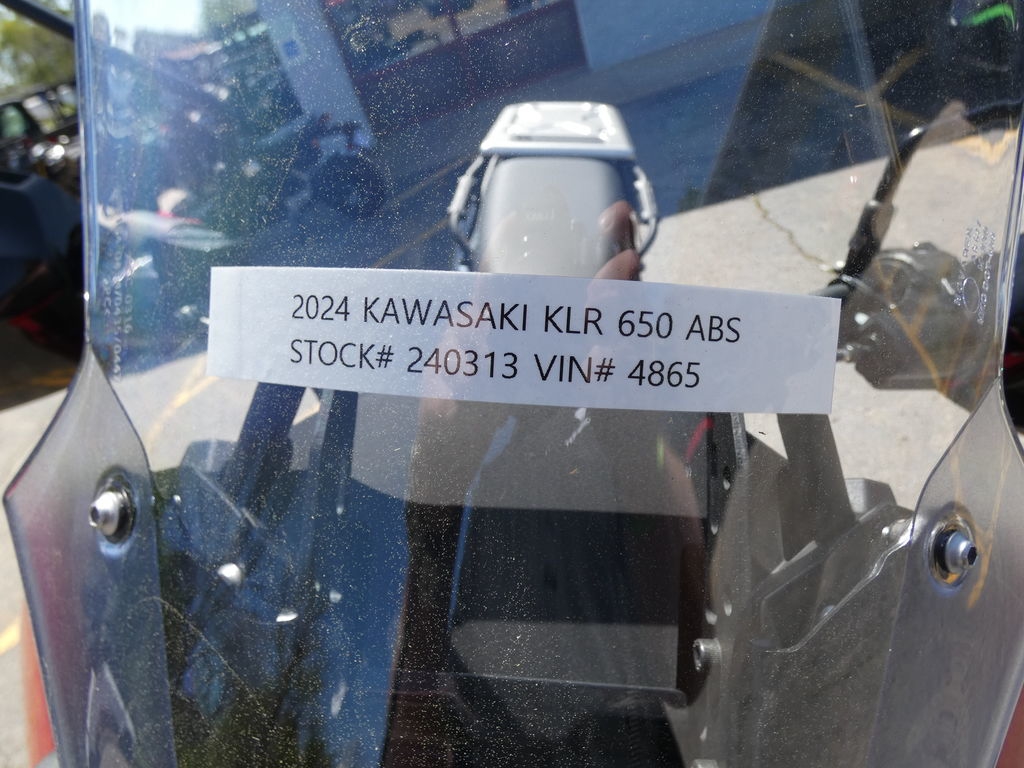 2024 KAWASAKI KLR 650 ABS
STOCK# 240313 VIN# 4865